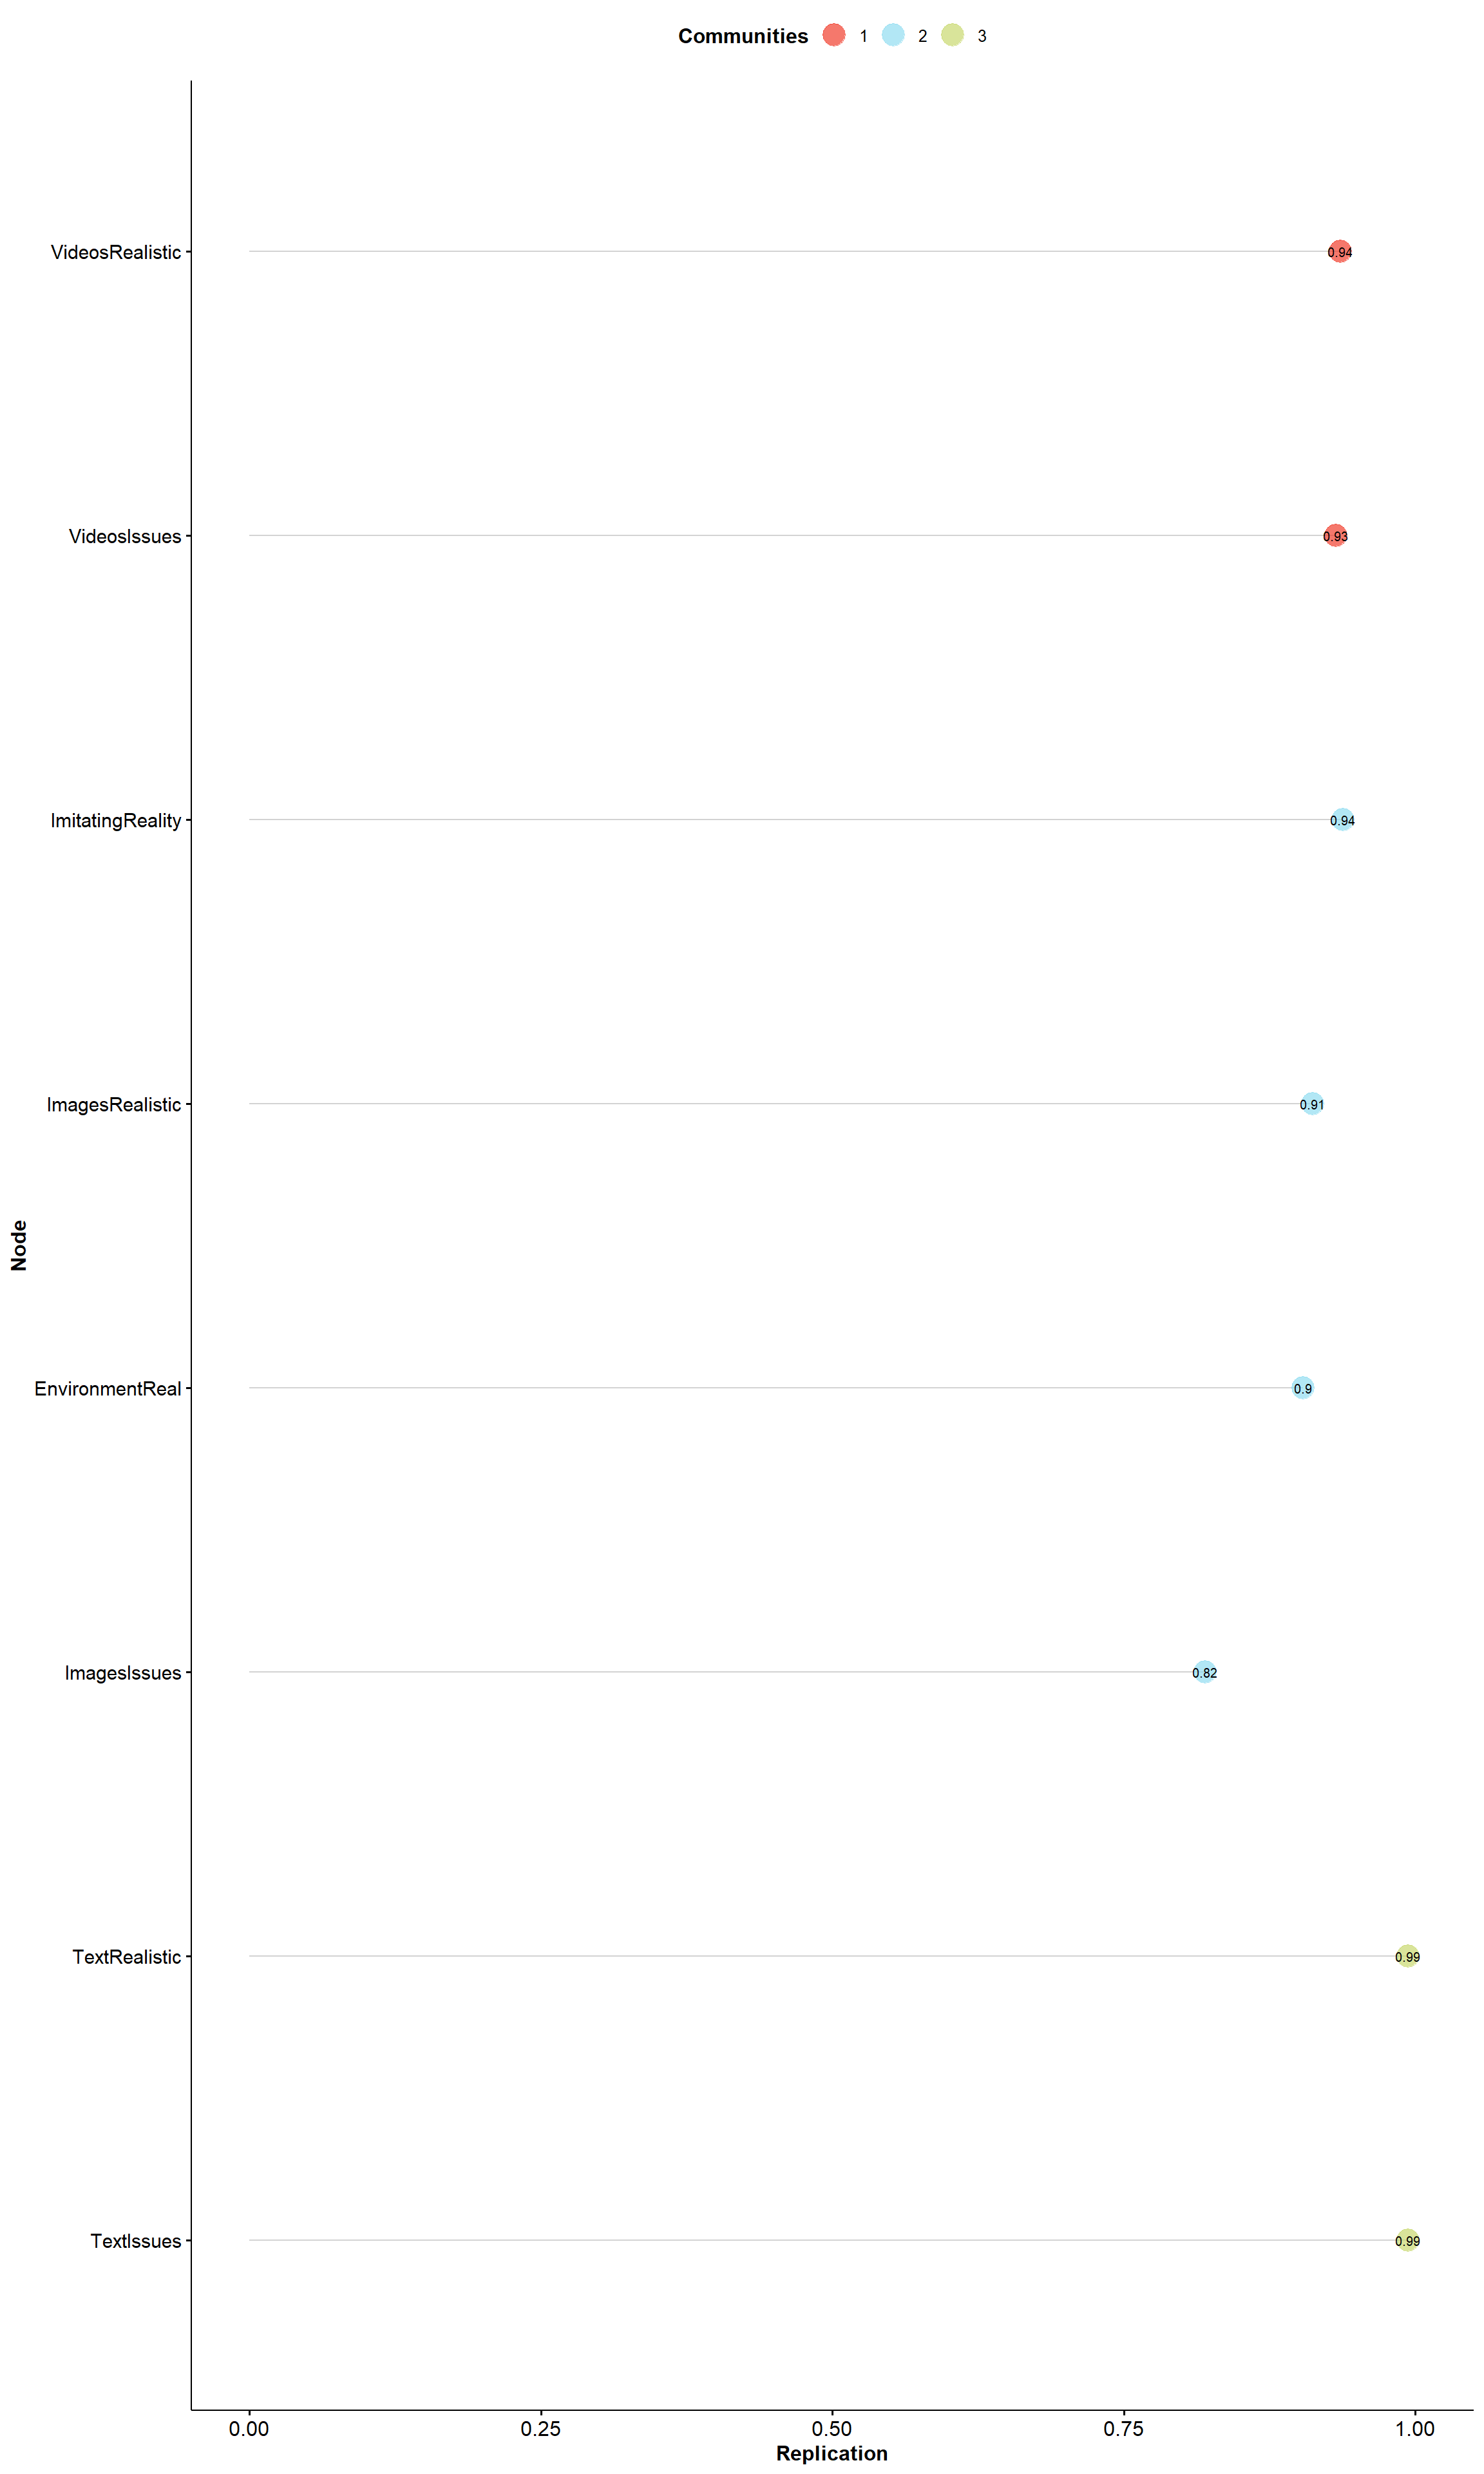 Communities 1 2 3
VideosRealistic 0.94
VideosIssues 0.93
ImitatingReality 0.94
ImagesRealistic 0.91
Node
EnvironmentReal 0.9
ImagesIssues 0.82
TextRealistic 0.99
TextIssues 0.99
0.00 0.25 0.50 0.75 1.00
Replication